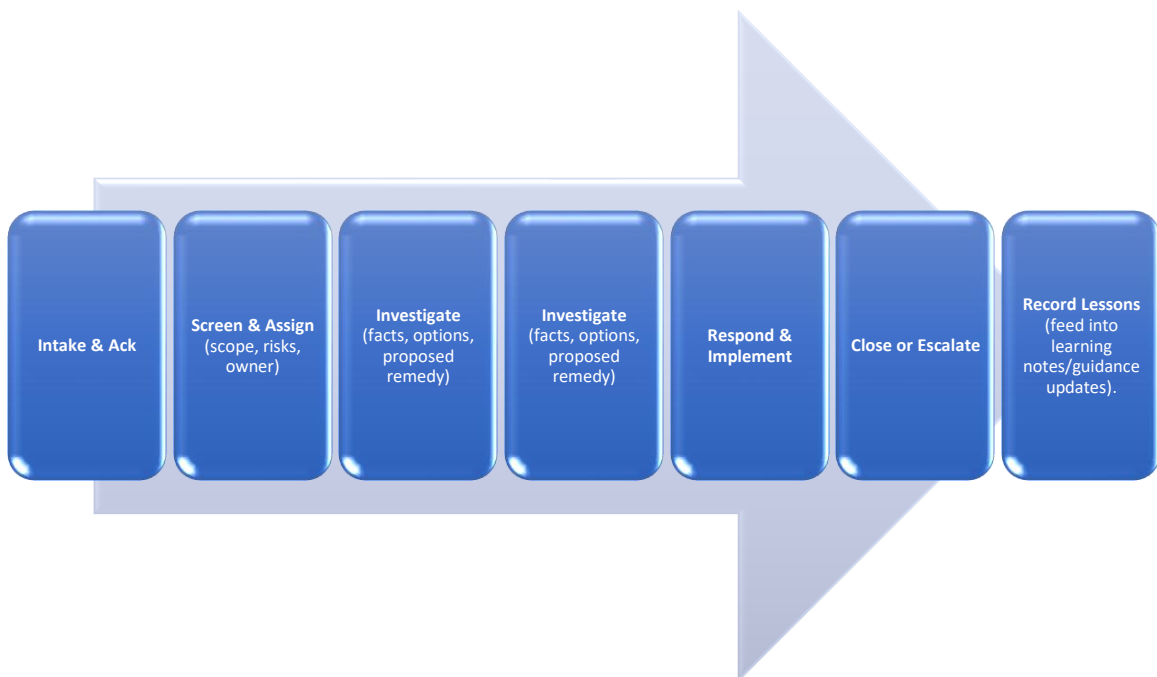 Intake & Ack
Screen & Assign
(scope, risks,
owner)
Investigate
(facts, options,
proposed
remedy)
Investigate
(facts, options,
proposed
remedy)
Respond &
Implement
Close or Escalate
Record Lessons
(feed into
learning
notes/guidance
updates).